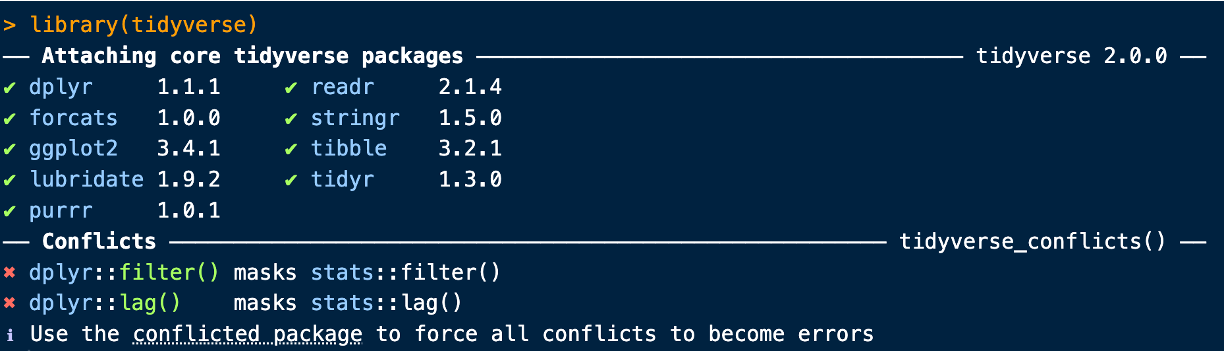 > library(tidyverse)
── Attaching core tidyverse packages ──────────────────────── tidyverse 2.0.0 ──
✔ dplyr     1.1.1     ✔ readr     2.1.4
✔ forcats   1.0.0     ✔ stringr   1.5.0
✔ ggplot2   3.4.1     ✔ tibble    3.2.1
✔ lubridate 1.9.2     ✔ tidyr     1.3.0
✔ purrr     1.0.1
── Conflicts ────────────────────────────────────────── tidyverse_conflicts() ──
✖ dplyr::filter() masks stats::filter()
✖ dplyr::lag()    masks stats::lag()
ℹ Use the conflicted package to force all conflicts to become errors